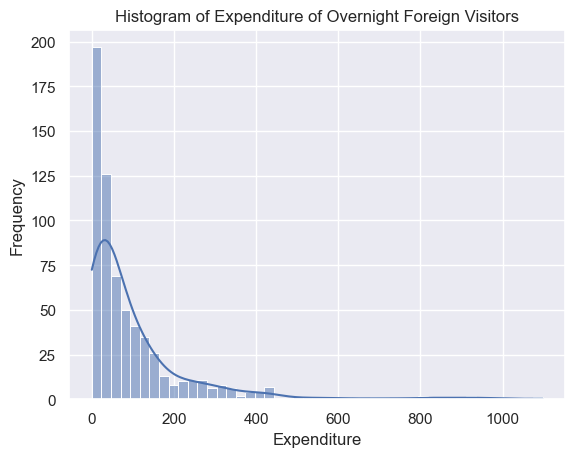 Histogram of Expenditure of Overnight Foreign Visitors
Frequency
200
175
150
125
100
75
50
25
0
0 200 400 600 800 1000
Expenditure